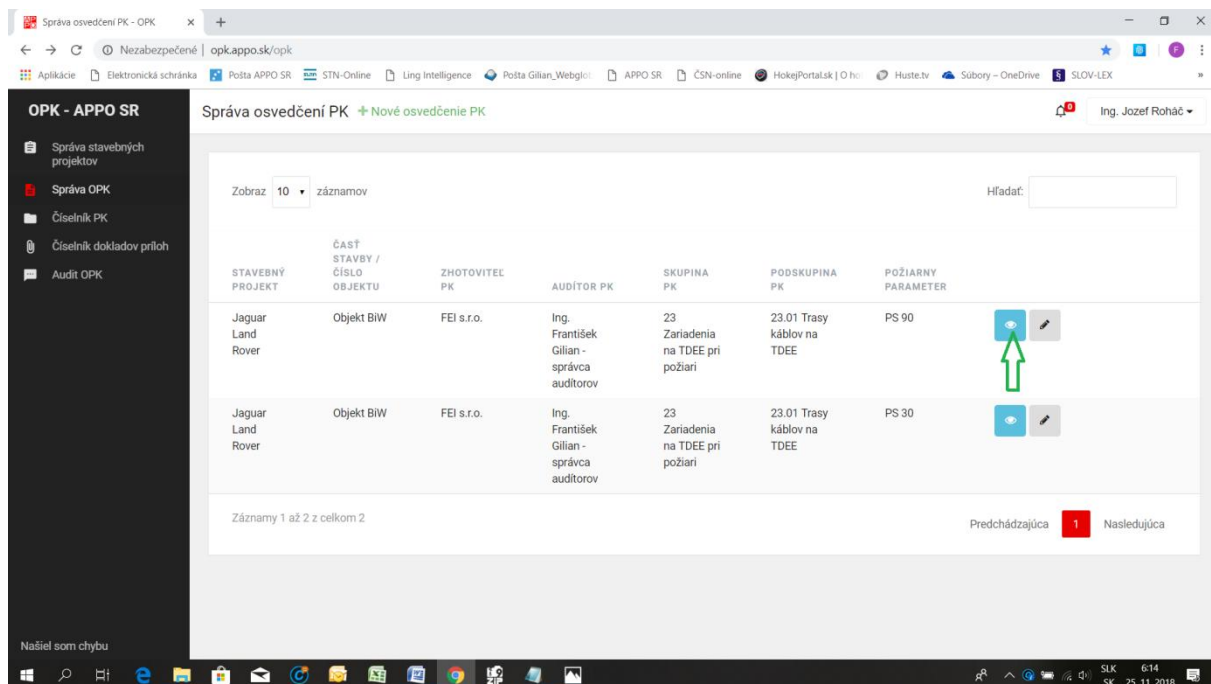 Správa osvedčení PK - OPK
Nezabezpečené | opk.appo.sk/opk
Aplikácie Elektronická schránka Pošta APPO SR STN-Online Ling Intelligence Pošta Gilian_Webglo APPO SR ČSN-online HokejPortal.sk | O ho Huste.tv Súbory – OneDrive SLOV-LEX »
OPK - APPO SR
Správa stavebných
projektov
Správa OPK
Číselník PK
Číselník dokladov príloh
Audit OPK
Našiel som chybu
Správa osvedčení PK + Nové osvedčenie PK
0
Ing. Jozef Roháč
Zobraz 10 záznamov
Hľadať:
STAVEBNÝ
PROJEKT
ČASŤ
STAVBY /
ČÍSLO
OBJEKTU
ZHOTOVITEĽ
PK
AUDÍTOR PK
SKUPINA
PK
PODSKUPINA
PK
POŽIARNY
PARAMETER
Jaguar
Land
Rover
Objekt BiW
FEI s.r.o.
Ing.
František
Gilian -
správca
audítorov
23
Zariadenia
na TDEE pri
požiari
23.01 Trasy
káblov na
TDEE
PS 90
Jaguar
Land
Rover
Objekt BiW
FEI s.r.o.
Ing.
František
Gilian -
správca
audítorov
23
Zariadenia
na TDEE pri
požiari
23.01 Trasy
káblov na
TDEE
PS 30
Záznamy 1 až 2 z celkom 2
Predchádzajúca 1 Nasledujúca
SLK 6:14
SK 25. 11. 2018